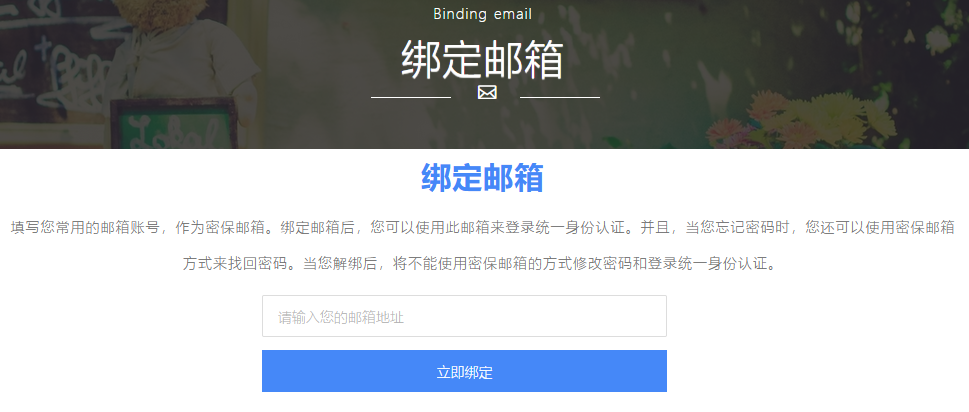 Binding email
绑定邮箱
绑定邮箱
填写您常用的邮箱账号，作为密保邮箱。绑定邮箱后，您可以使用此邮箱来登录统一身份认证。并且，当您忘记密码时，您还可以使用密保邮箱
方式来找回密码。当您解绑后，将不能使用密保邮箱的方式修改密码和登录统一身份认证。
请输入您的邮箱地址
立即绑定